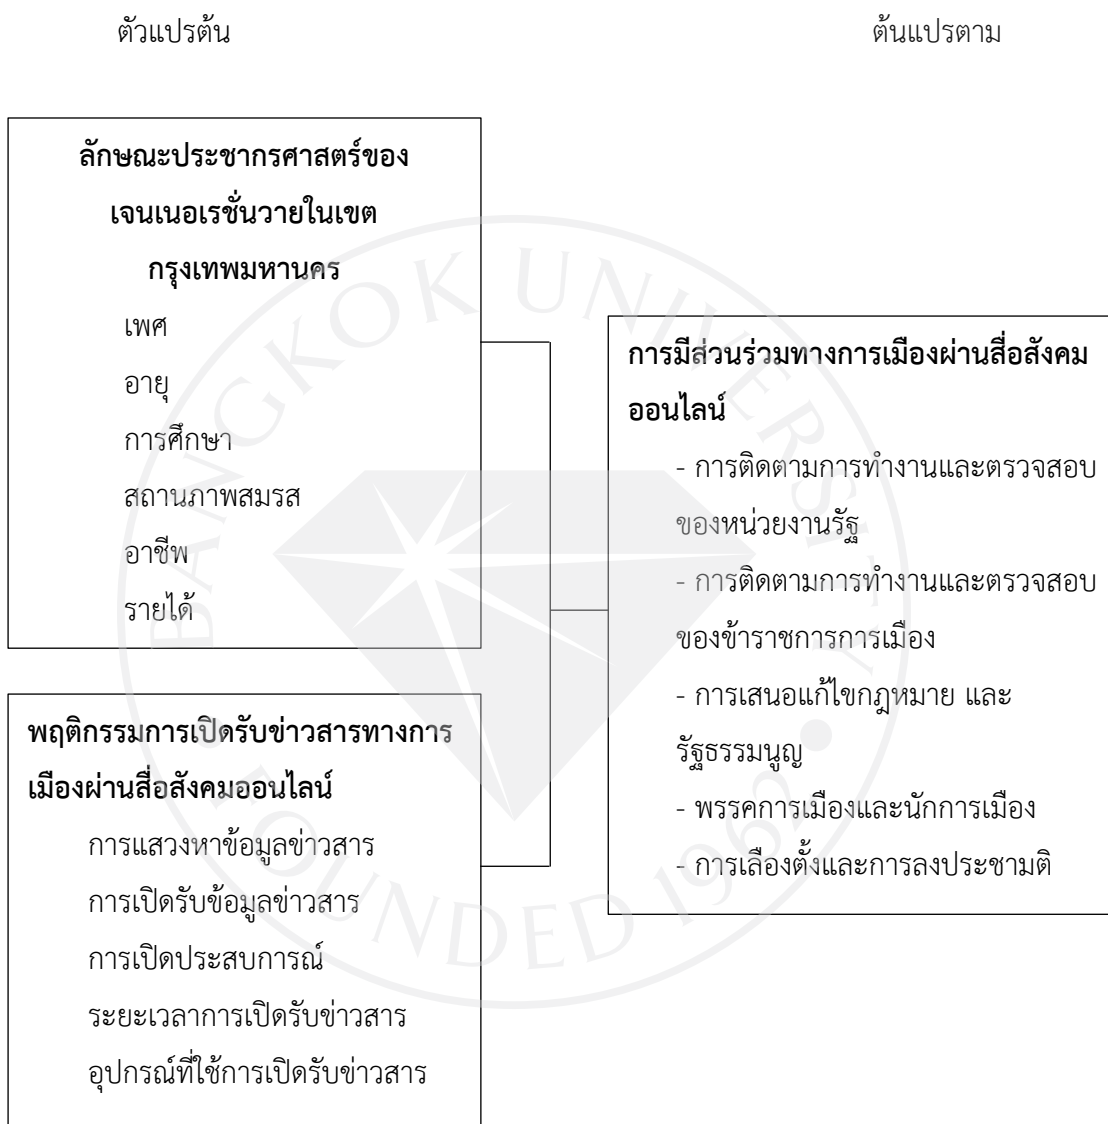 ตัวแปรต้น
ต้นแปรตาม
ลักษณะประชากรศาสตร์ของ
เจนเนอเรชั่นวายในเขต
กรุงเทพมหานคร
เพศ
อายุ
การศึกษา
สถานภาพสมรส
อาชีพ
รายได้
พฤติกรรมการเปิดรับข่าวสารทางการ
เมืองผ่านสื่อสังคมออนไลน์
การแสวงหาข้อมูลข่าวสาร
การเปิดรับข้อมูลข่าวสาร
การเปิดประสบการณ์
ระยะเวลาการเปิดรับข่าวสาร
อุปกรณ์ที่ใช้การเปิดรับข่าวสาร
การมีส่วนร่วมทางการเมืองผ่านสื่อสังคม
ออนไลน์
- การติดตามการทำงานและตรวจสอบ
ของหน่วยงานรัฐ
- การติดตามการทำงานและตรวจสอบ
ของข้าราชการการเมือง
- การเสนอแก้ไขกฎหมาย และ
รัฐธรรมนูญ
- พรรคการเมืองและนักการเมือง
- การเลืองตั้งและการลงประชามติ
BANGKOK UNIVERSITY
FOUNDED 1962